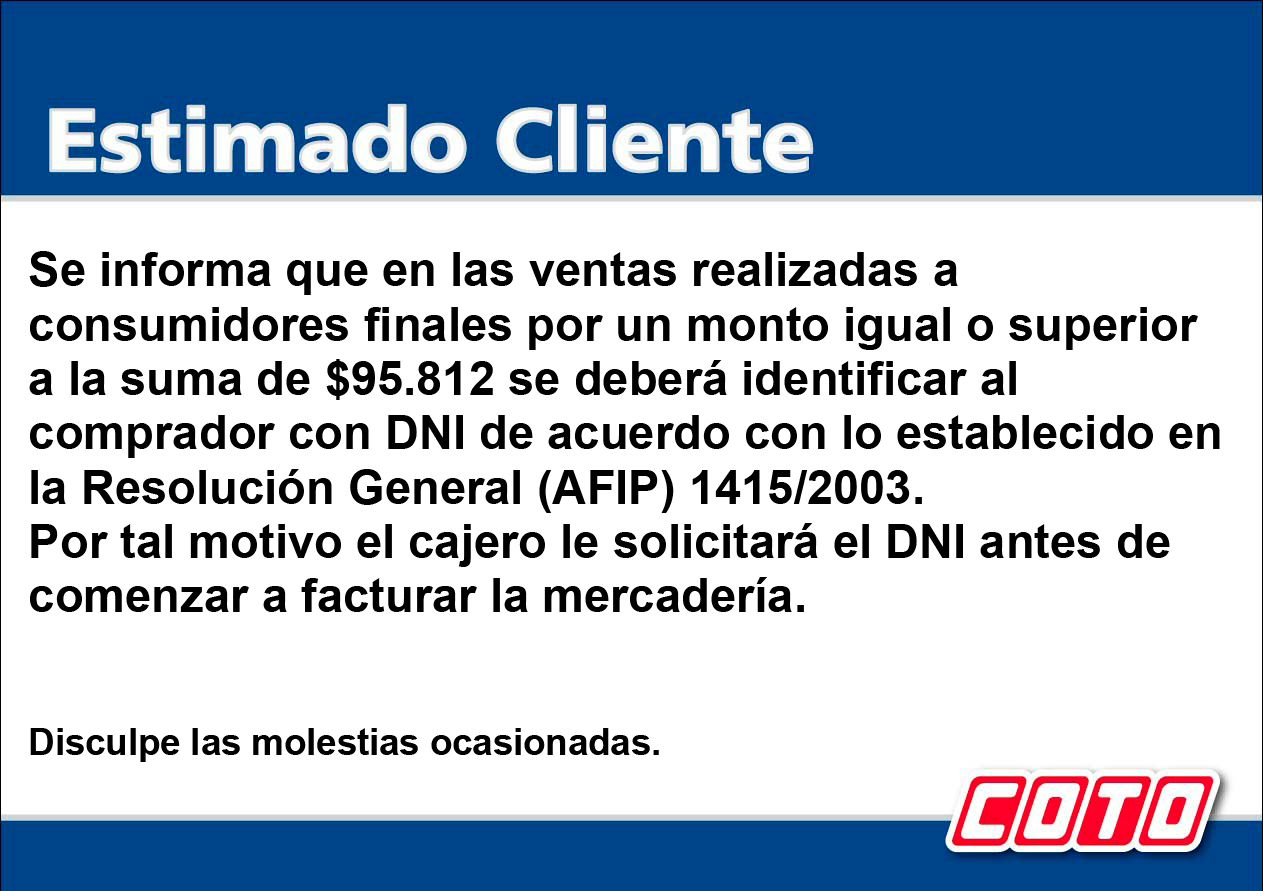 Estimado Cliente
Se informa que en las ventas realizadas a
consumidores finales por un monto igual o superior
a la suma de $95.812 se deberá identificar al
comprador con DNI de acuerdo con lo establecido en
la Resolución General (AFIP) 1415/2003.
Por tal motivo el cajero le solicitará el DNI antes de
comenzar a facturar la mercadería.
Disculpe las molestias ocasionadas.
COTO